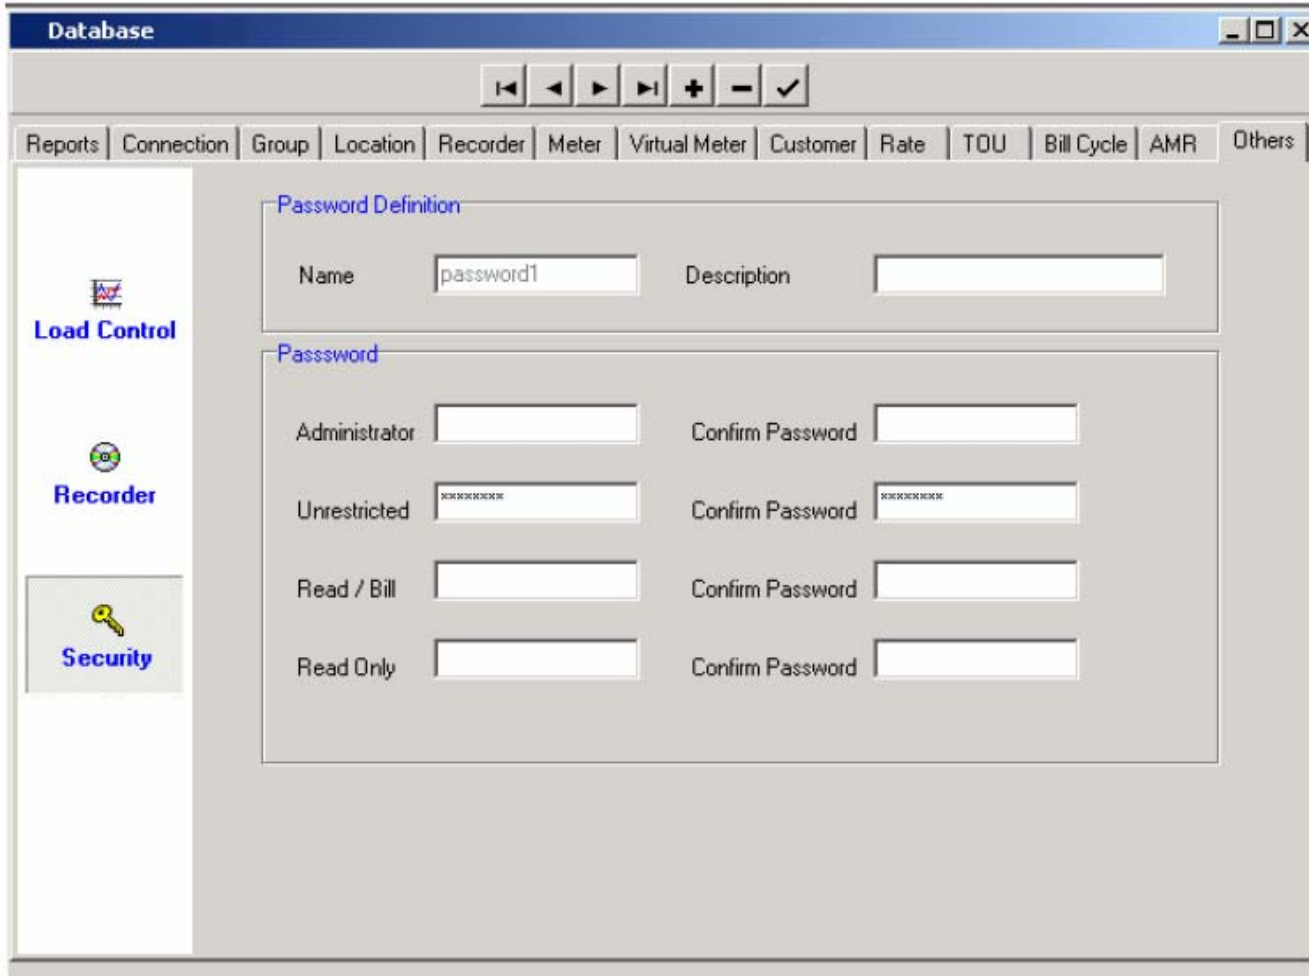 Database
Reports Connection Group Location Recorder Meter Virtual Meter Customer Rate TOU Bill Cycle AMR Others
Password Definition
Name password1 Description
Load Control
Passsword
Administrator Confirm Password
Recorder
Unrestricted ******** Confirm Password ********
Read / Bill Confirm Password
Security
Read Only Confirm Password